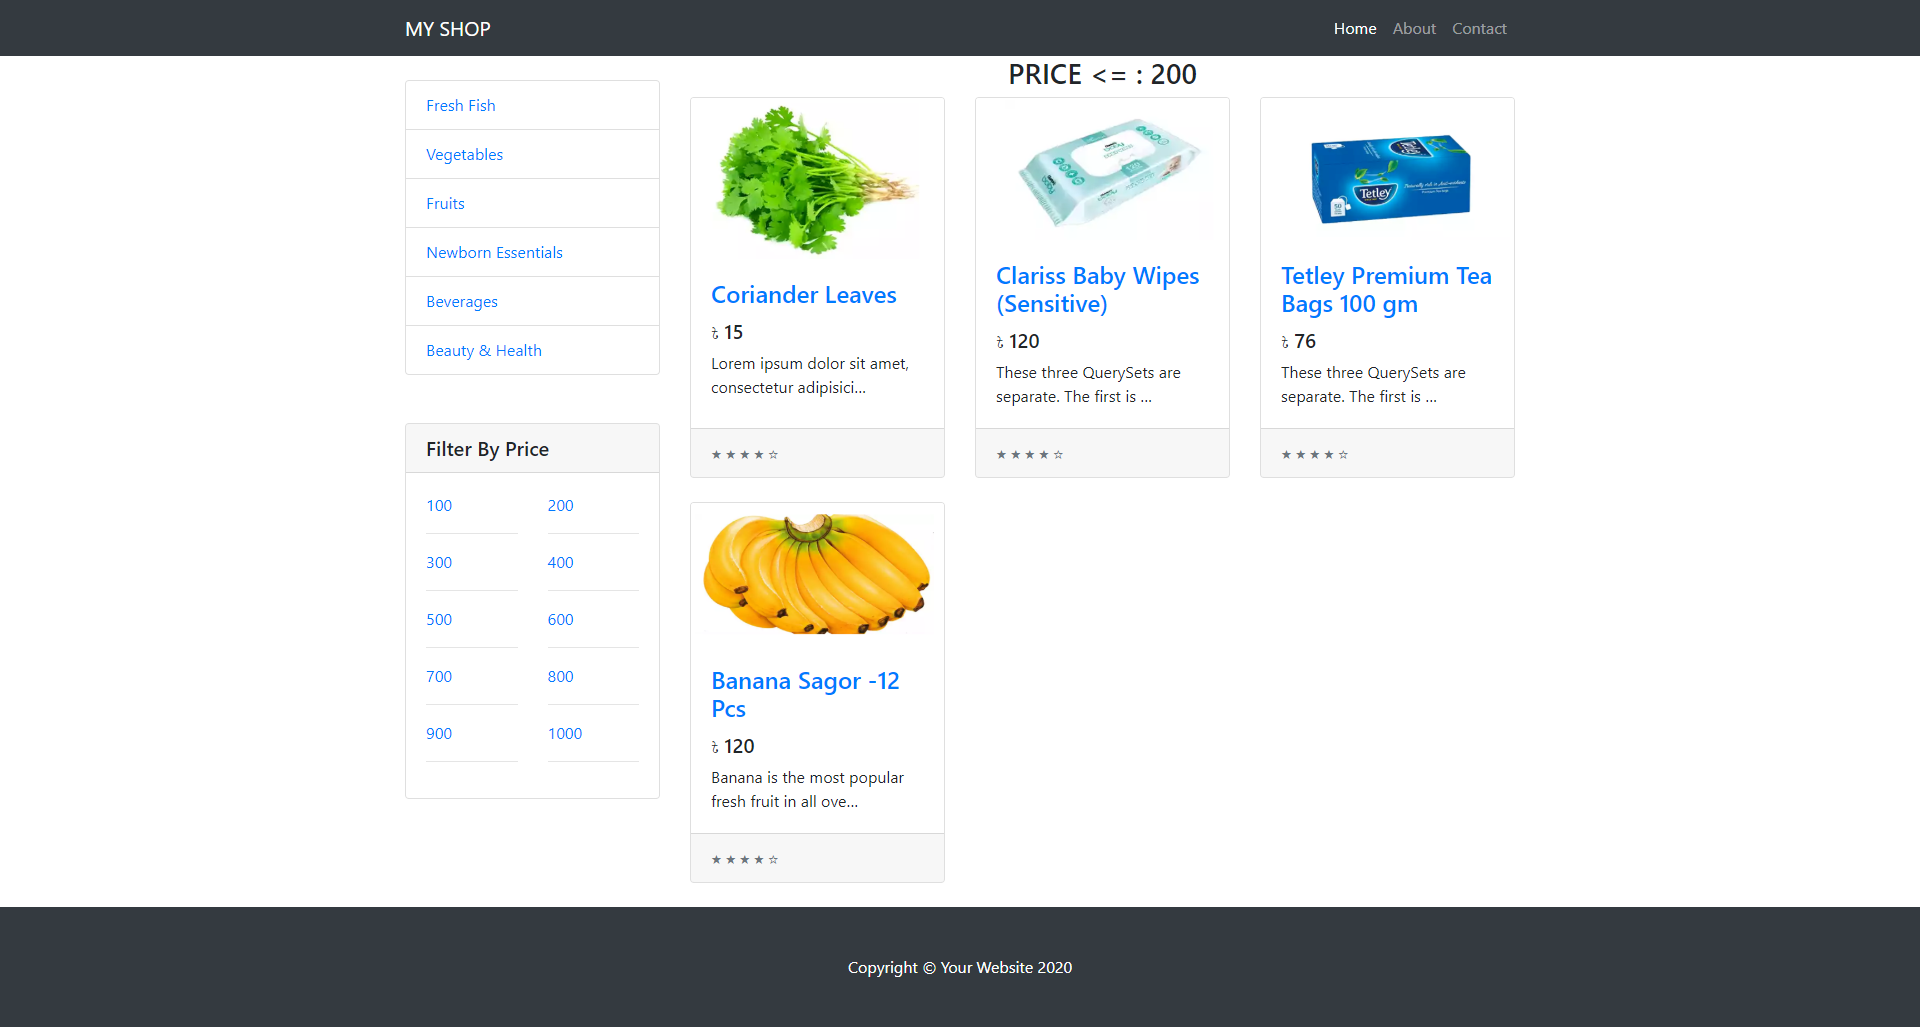 MY SHOP
Home About Contact
Fresh Fish
Vegetables
Fruits
Newborn Essentials
Beverages
Beauty & Health
Filter By Price
100 200
300 400
500 600
700 800
900 1000
PRICE <= : 200
Coriander Leaves
৳ 15
Lorem ipsum dolor sit amet,
consectetur adipisici...
★ ★ ★ ★ ☆
Clariss Baby Wipes
(Sensitive)
৳ 120
These three QuerySets are
separate. The first is ...
★ ★ ★ ★ ☆
Tetley
50
Tetley Premium Tea
Bags 100 gm
৳ 76
These three QuerySets are
separate. The first is ...
★ ★ ★ ★ ☆
Banana Sagor -12
Pcs
৳ 120
Banana is the most popular
fresh fruit in all ove...
★ ★ ★ ★ ☆
Copyright © Your Website 2020